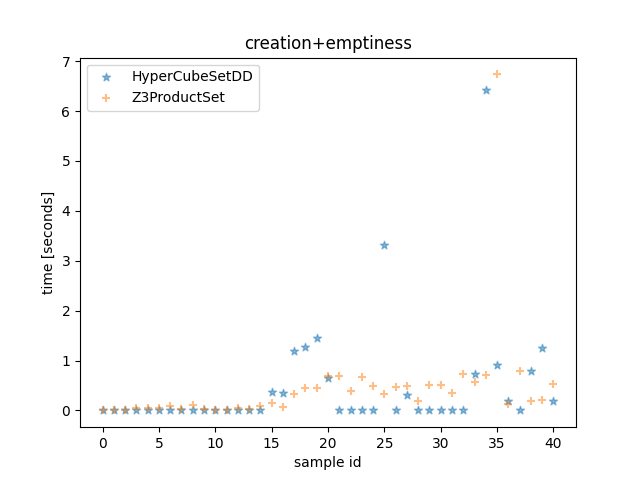 creation+emptiness
HyperCubeSetDD
Z3ProductSet
time [seconds]
7
6
5
4
3
2
1
0
0 5 10 15 20 25 30 35 40
sample id